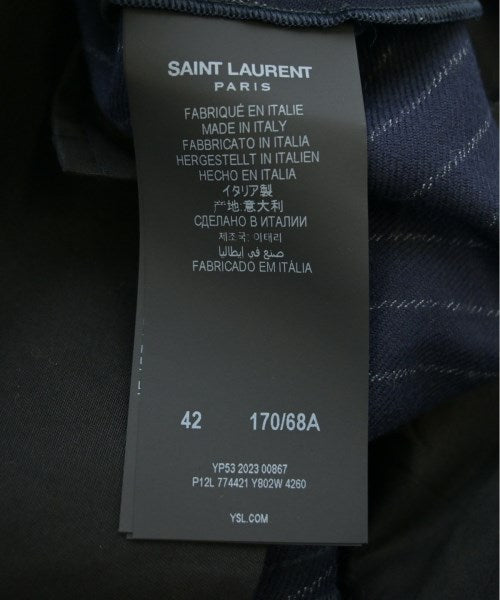 SAINT LAURENT
PARIS
FABRIQUÉ EN ITALIE
MADE IN ITALY
FABBRICATO IN ITALIA
HERGESTELLT IN ITALIEN
HECHO EN ITALIA
イタリア製
产地:意大利
СДЕЛАНО В ИТАЛИИ
제조국: 이태리
صنع في إيطاليا
FABRICADO EM ITÁLIA
42 170/68A
YP53 2023 00867
P12L 774421 Y802W 4260
YSL.COM